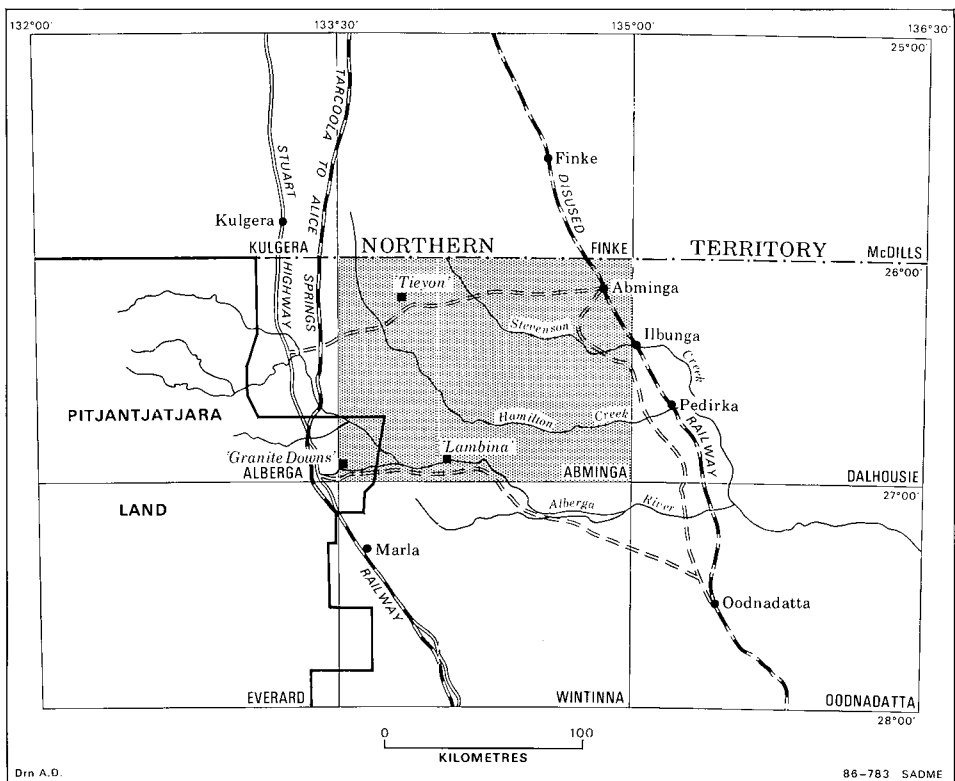 132°00'
133°30'
135°00'
136°30'
25°00'
TARCOOLA TO ALICE SPRINGS
STUART HIGHWAY
Finke
DISUSED
Kulgera
KULGERA
NORTHERN
FINKE
TERRITORY
McDILLS
26°00'
'Tieyon'
Abminga
Stevenson
Ilbunga
Creek
Pedirka
PITJANTJATJARA
Hamilton
Creek
RAILWAY
'Granite Downs'
'Lambina'
ALBERGA
ABMINGA
DALHOUSIE
27°00'
LAND
Alberga
River
Marla
RAILWAY
Oodnadatta
EVERARD
WINTINNA
OODNADATTA
28°00'
0
100
KILOMETRES
Drn A.D.
86-783 SADME